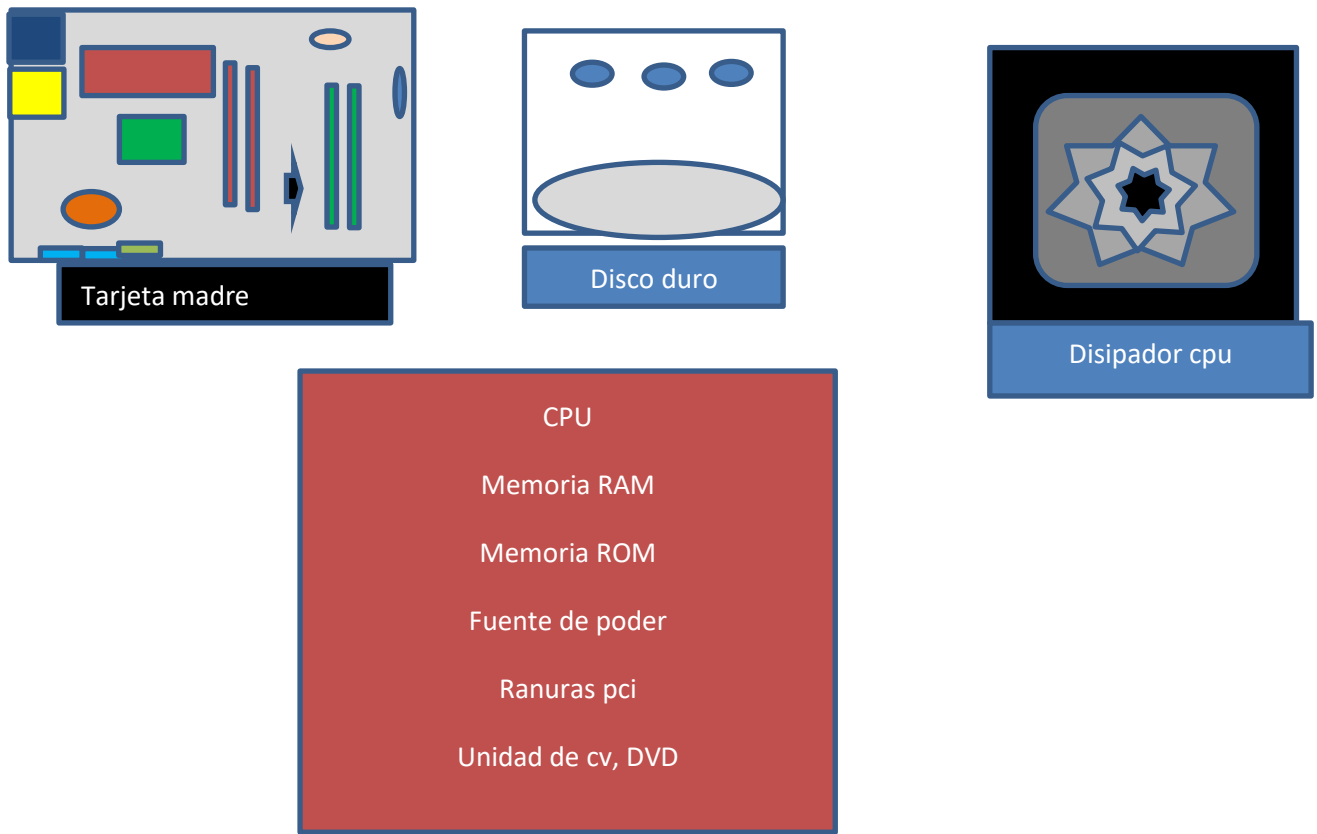 Tarjeta madre
Disco duro
Disipador cpu
CPU
Memoria RAM
Memoria ROM
Fuente de poder
Ranuras pci
Unidad de cv, DVD